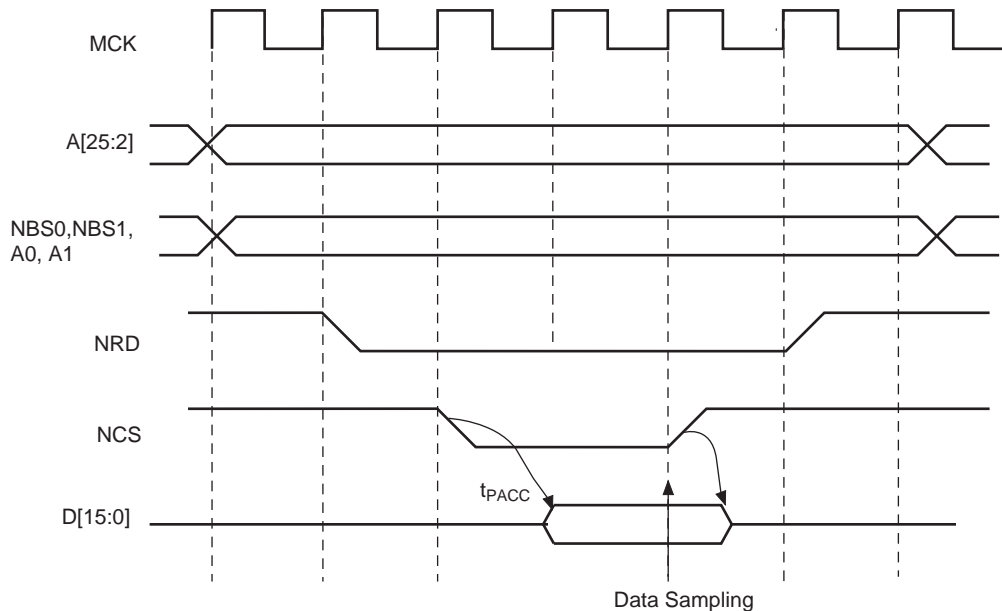 MCK
A[25:2]
NBS0,NBS1,
A0, A1
NRD
NCS
tPACC
D[15:0]
Data Sampling